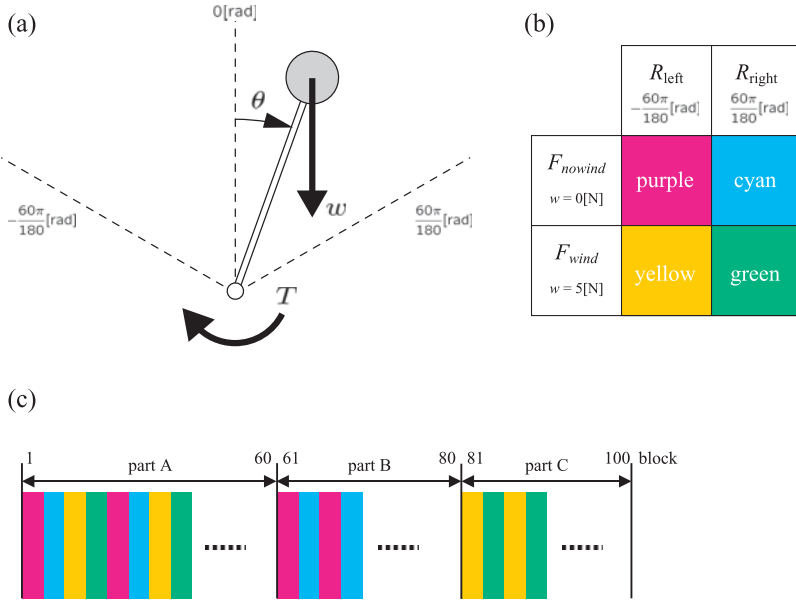 (a)
0[rad]
θ
w
-60π/180[rad]
60π/180[rad]
T
(b)
R_left R_right
-60π/180[rad] 60π/180[rad]
F_nowind purple cyan
w = 0[N]
F_wind yellow green
w = 5[N]
(c)
1 part A 60 61 part B 80 81 part C 100 block